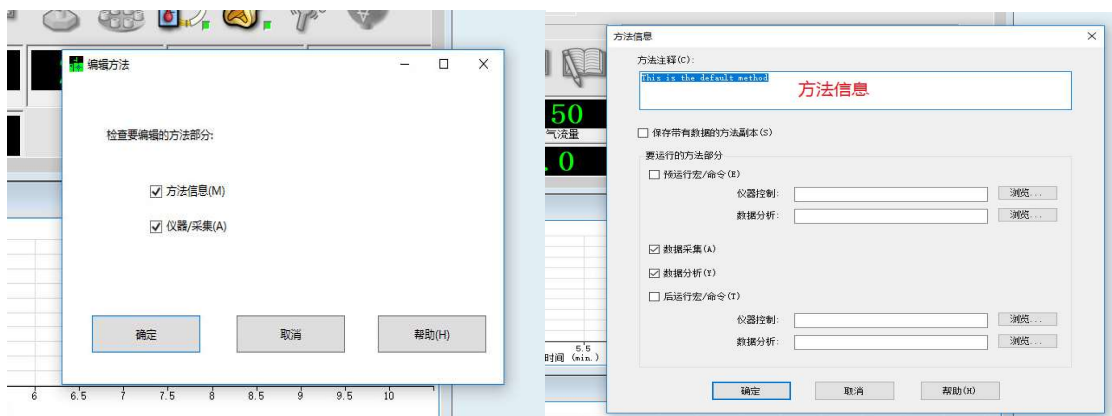 编辑方法
检查要编辑的方法部分:
方法信息(M)
仪器/采集(A)
确定
取消
帮助(H)
6 6.5 7 7.5 8 8.5 9 9.5 10
方法信息
方法注释(C):
This is the default method
方法信息
保存带有数据的方法副本(S)
要运行的方法部分
预运行宏/命令(E)
仪器控制:
浏览...
数据分析:
浏览...
数据采集(A)
数据分析(Y)
后运行宏/命令(T)
仪器控制:
浏览...
数据分析:
浏览...
确定
取消
帮助(H)
50
气流量
.0
5.5
时间 (min.)